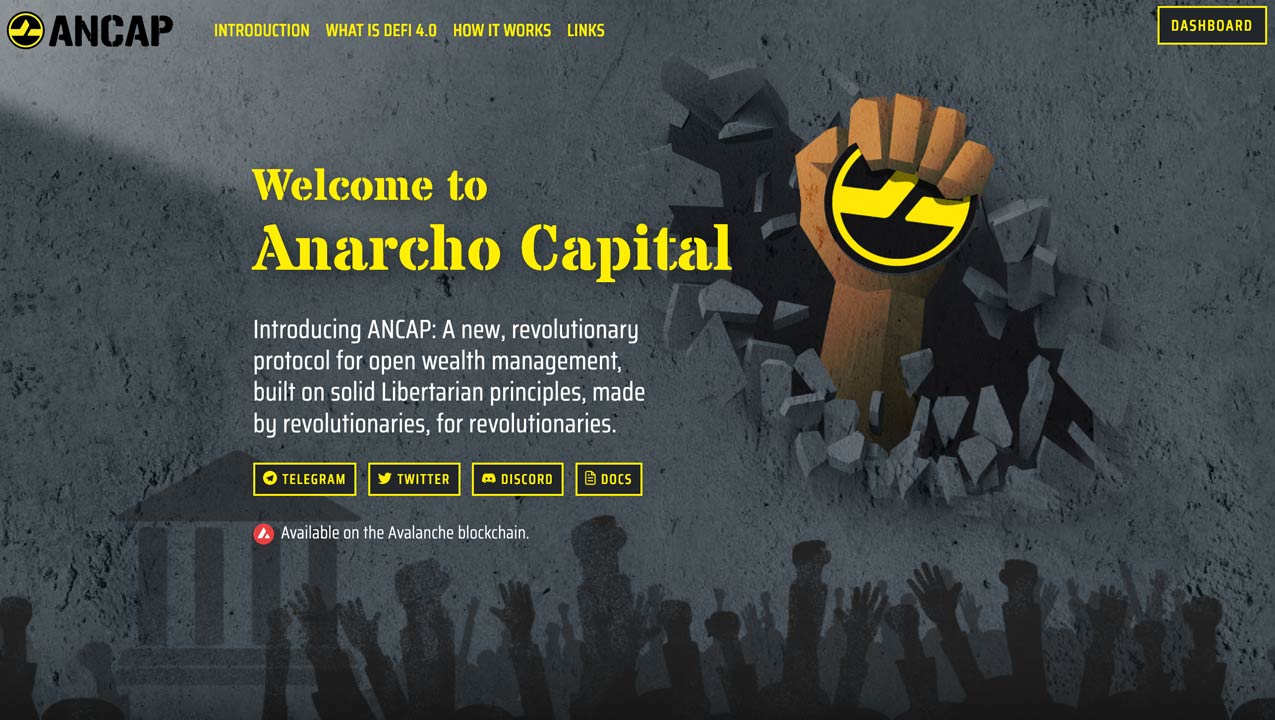 ANCAP
INTRODUCTION WHAT IS DEFI 4.0 HOW IT WORKS LINKS
DASHBOARD
Welcome to
Anarcho Capital
Introducing ANCAP: A new, revolutionary
protocol for open wealth management,
built on solid Libertarian principles, made
by revolutionaries, for revolutionaries.
TELEGRAM TWITTER DISCORD DOCS
Available on the Avalanche blockchain.